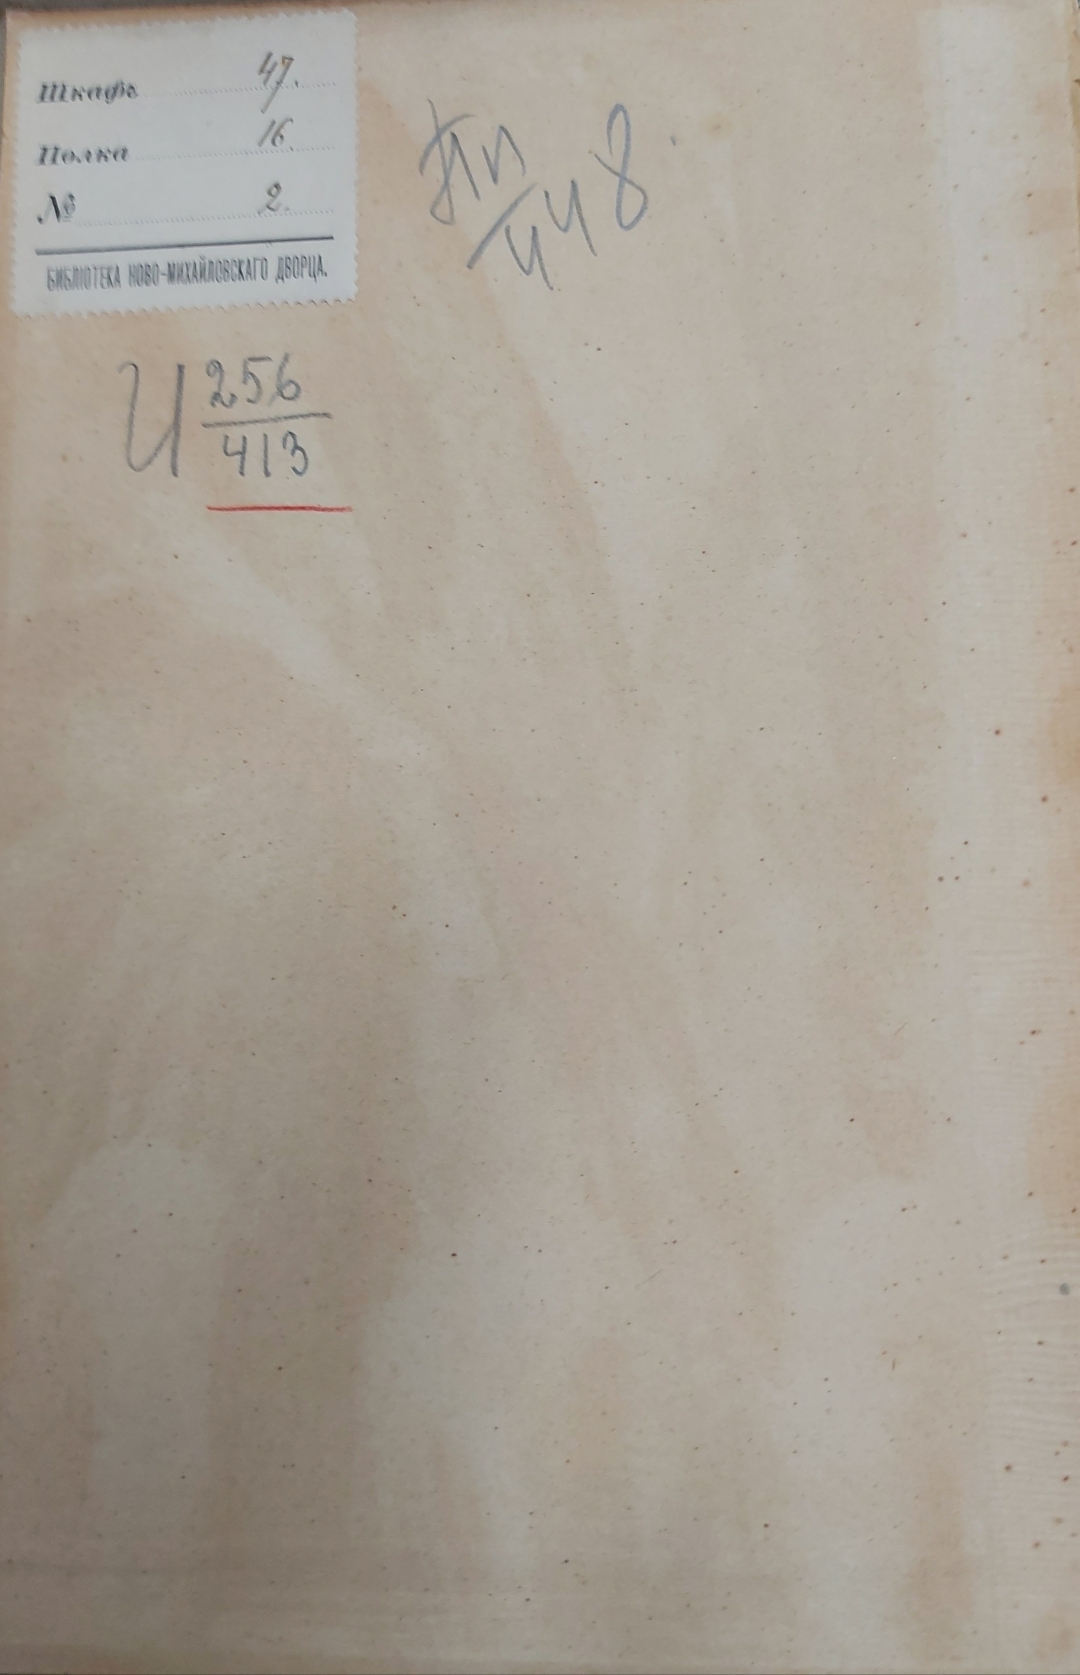 Шкафъ 47.
Полка 16.
№ 2.
БИБЛІОТЕКА НОВО-МИХАЙЛОВСКАГО ДВОРЦА.
448
И 256
413